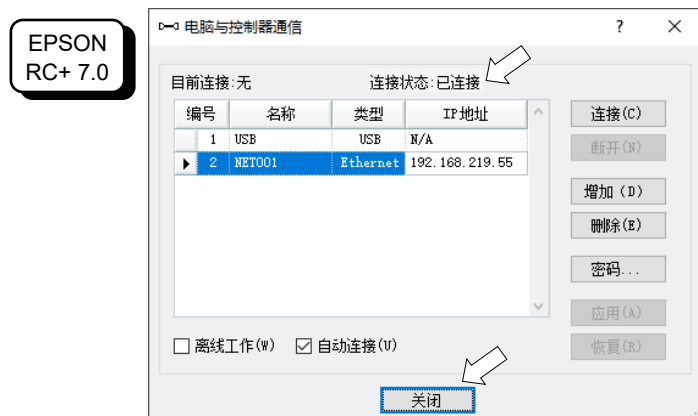 EPSON
RC+ 7.0
电脑与控制器通信
目前连接:无 连接状态:已连接
编号 名称 类型 IP地址
1 USB USB N/A
2 NET001 Ethernet 192.168.219.55
连接(C)
断开(N)
增加 (D)
删除(E)
密码...
应用(A)
恢复(R)
离线工作(W) 自动连接(U)
关闭